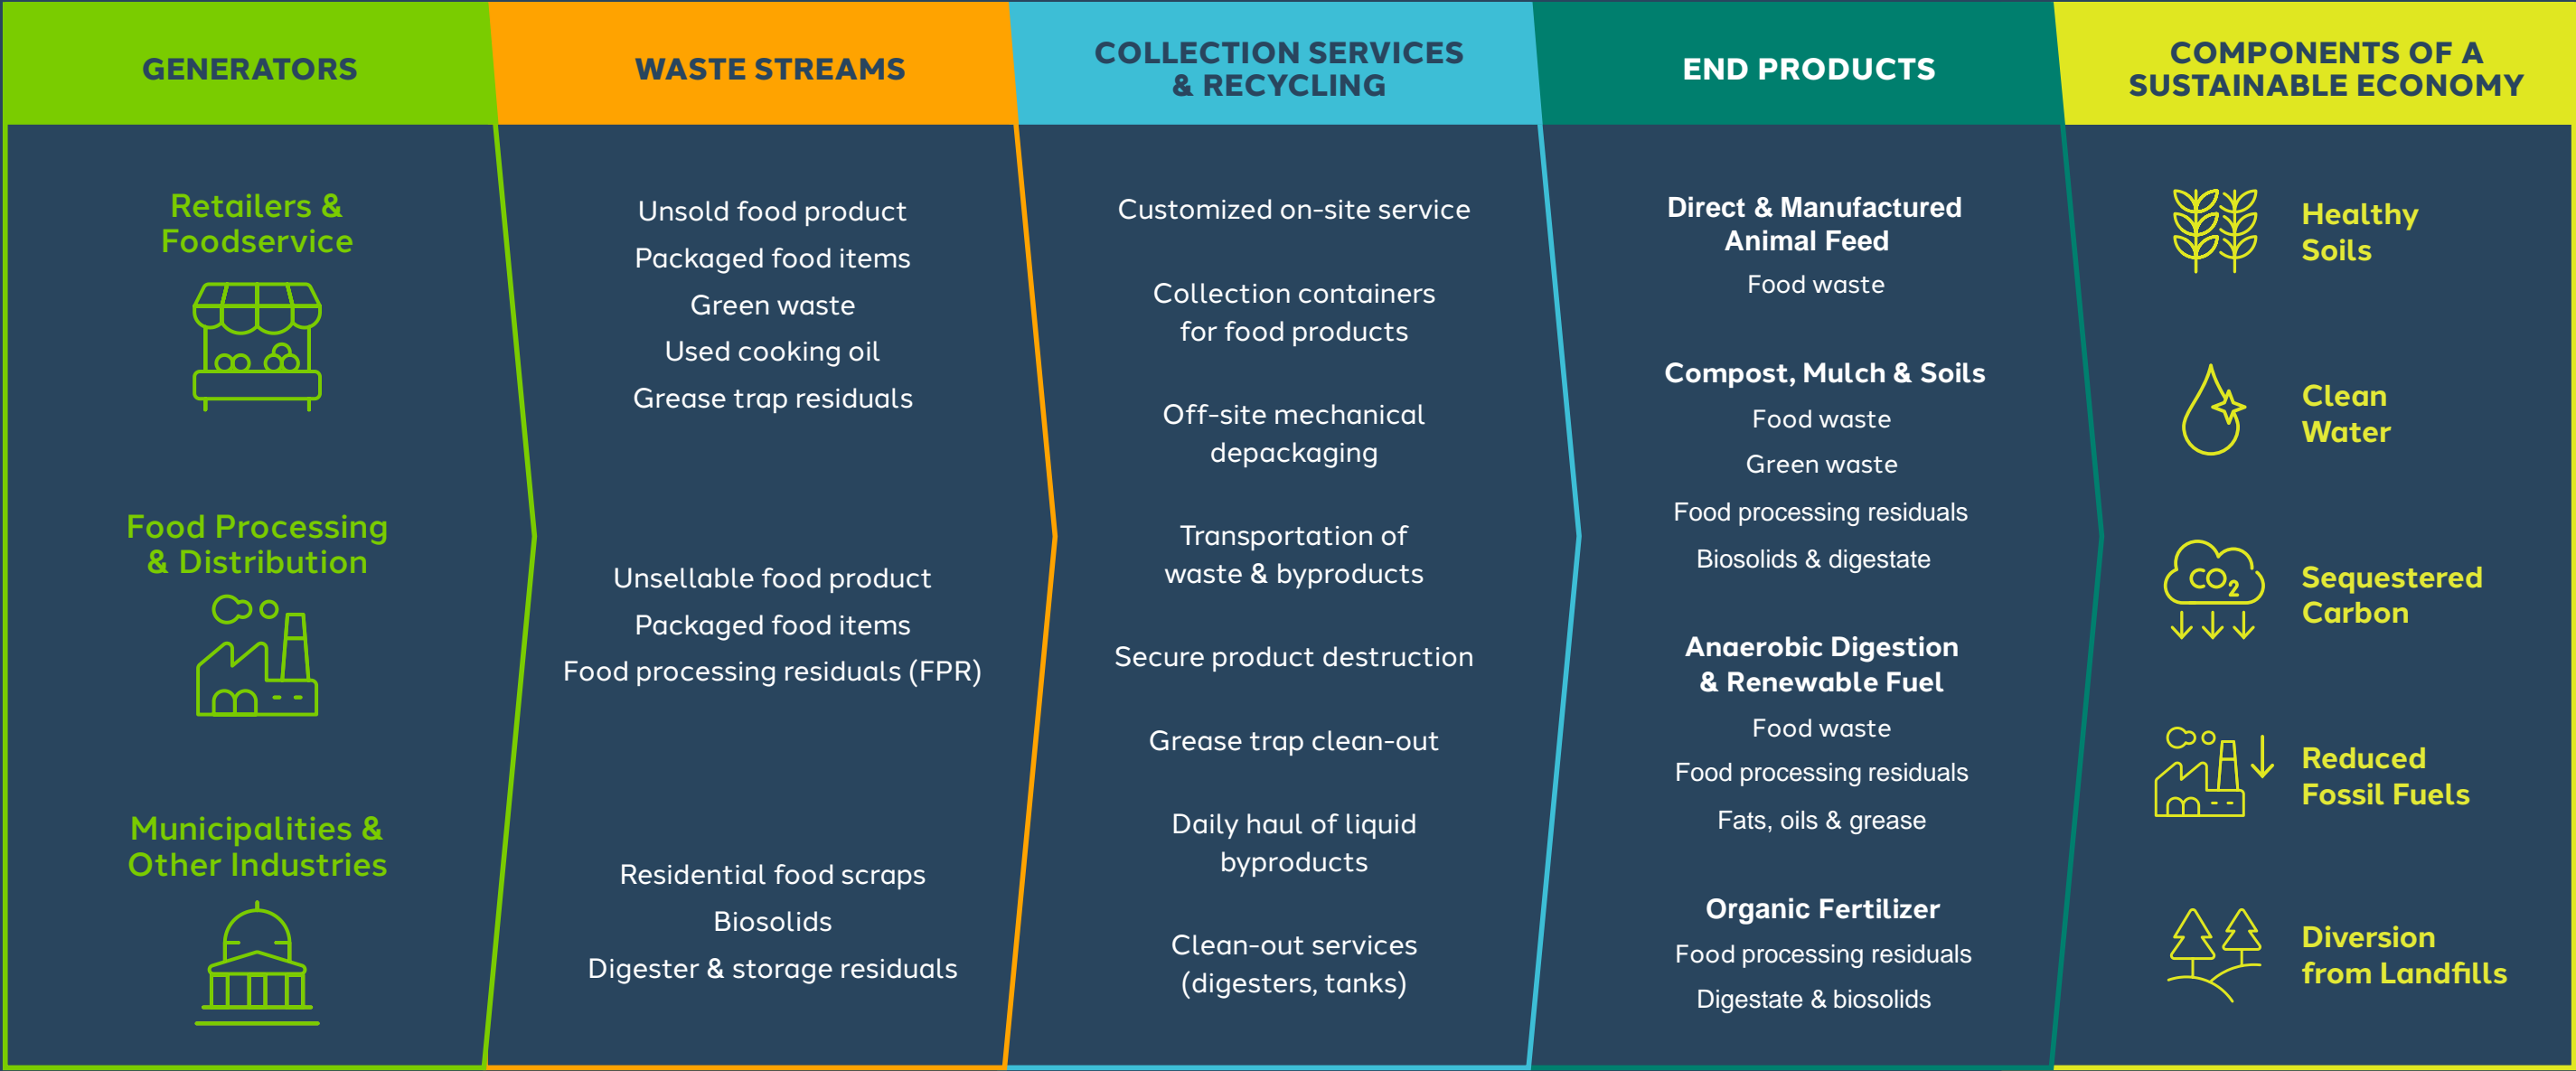 GENERATORS
Retailers &
Foodservice
Food Processing
& Distribution
Municipalities &
Other Industries
WASTE STREAMS
Unsold food product
Packaged food items
Green waste
Used cooking oil
Grease trap residuals
Unsellable food product
Packaged food items
Food processing residuals (FPR)
Residential food scraps
Biosolids
Digester & storage residuals
COLLECTION SERVICES
& RECYCLING
Customized on-site service
Collection containers
for food products
Off-site mechanical
depackaging
Transportation of
waste & byproducts
Secure product destruction
Grease trap clean-out
Daily haul of liquid
byproducts
Clean-out services
(digesters, tanks)
END PRODUCTS
Direct & Manufactured
Animal Feed
Food waste
Compost, Mulch & Soils
Food waste
Green waste
Food processing residuals
Biosolids & digestate
Anaerobic Digestion
& Renewable Fuel
Food waste
Food processing residuals
Fats, oils & grease
Organic Fertilizer
Food processing residuals
Digestate & biosolids
COMPONENTS OF A
SUSTAINABLE ECONOMY
Healthy
Soils
Clean
Water
CO2
Sequestered
Carbon
Reduced
Fossil Fuels
Diversion
from Landfills